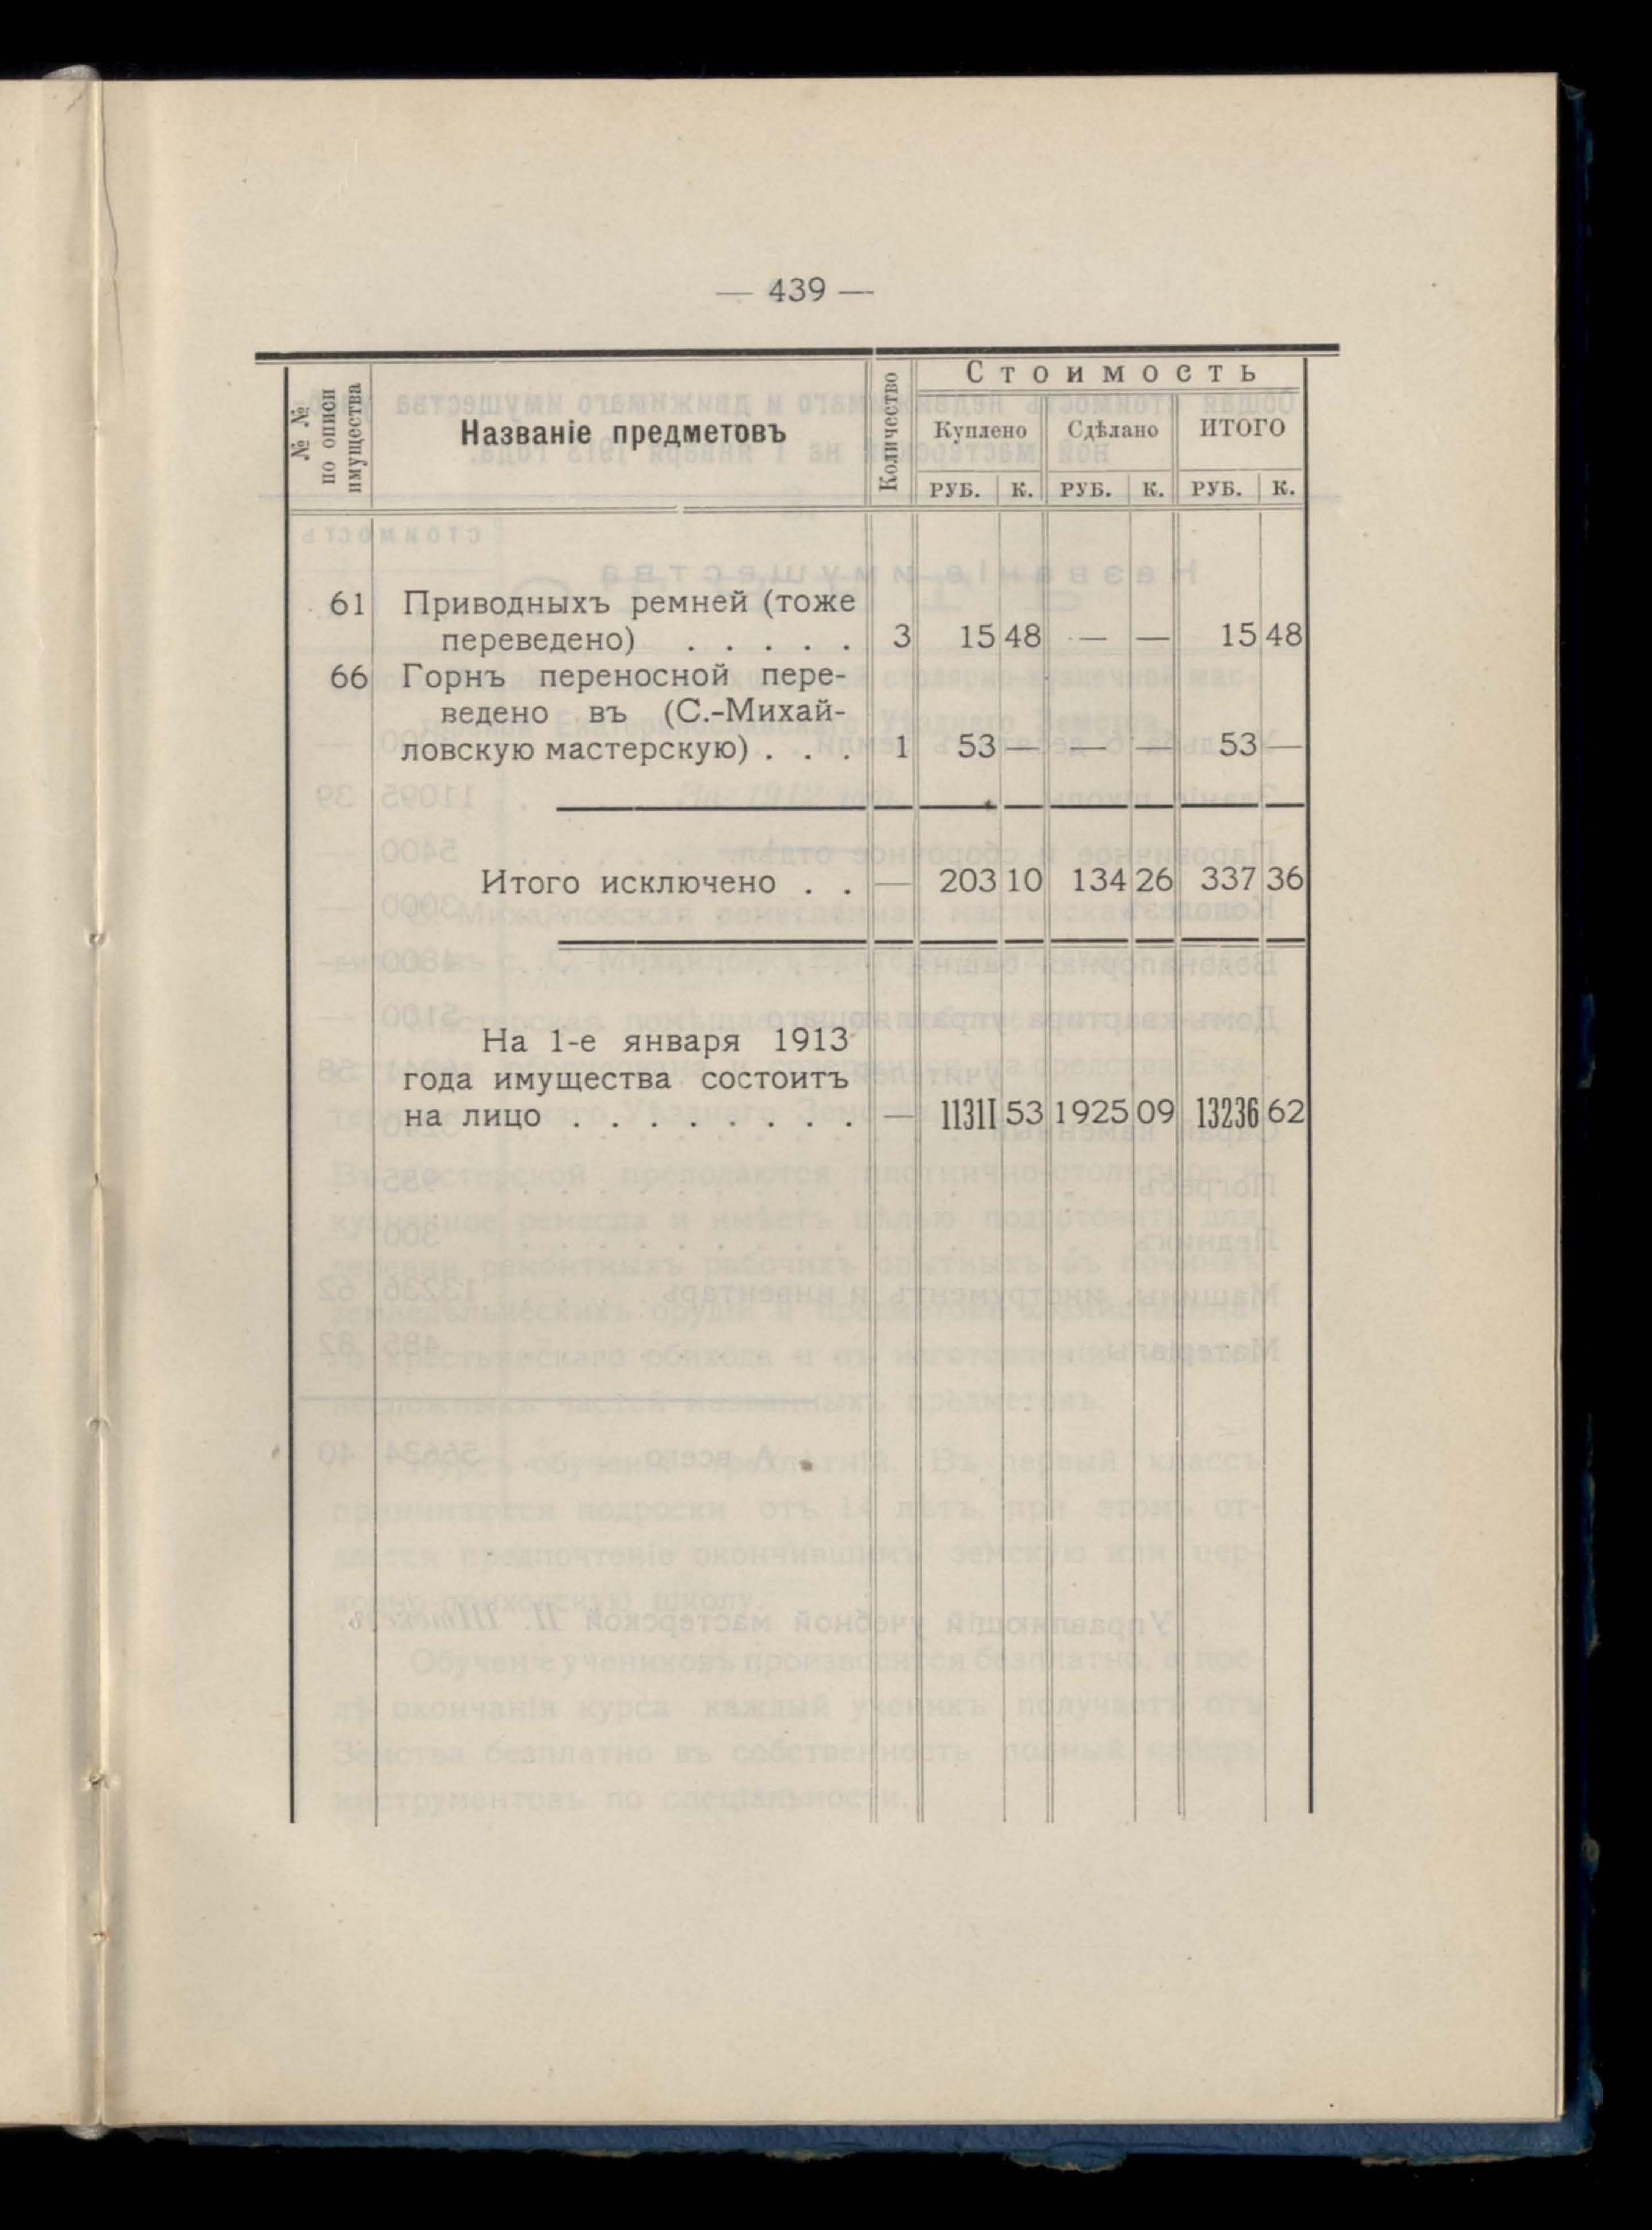 — 439 —
№ №
по описи
имущества
Названіе предметовъ
Количество
Стоимость
Куплено Сдѣлано ИТОГО
РУБ. К. РУБ. К. РУБ. К.
61 Приводныхъ ремней (тоже
переведено) . . . . . 3 15 48 — — 15 48
66 Горнъ переносной пере-
ведено въ (С.-Михай-
ловскую мастерскую) . . . 1 53 — — — 53 —
Итого исключено . . — 203 10 134 26 337 36
На 1-е января 1913
года имущества состоитъ
на лицо . . . . . . . . — 11311 53 1925 09 13236 62